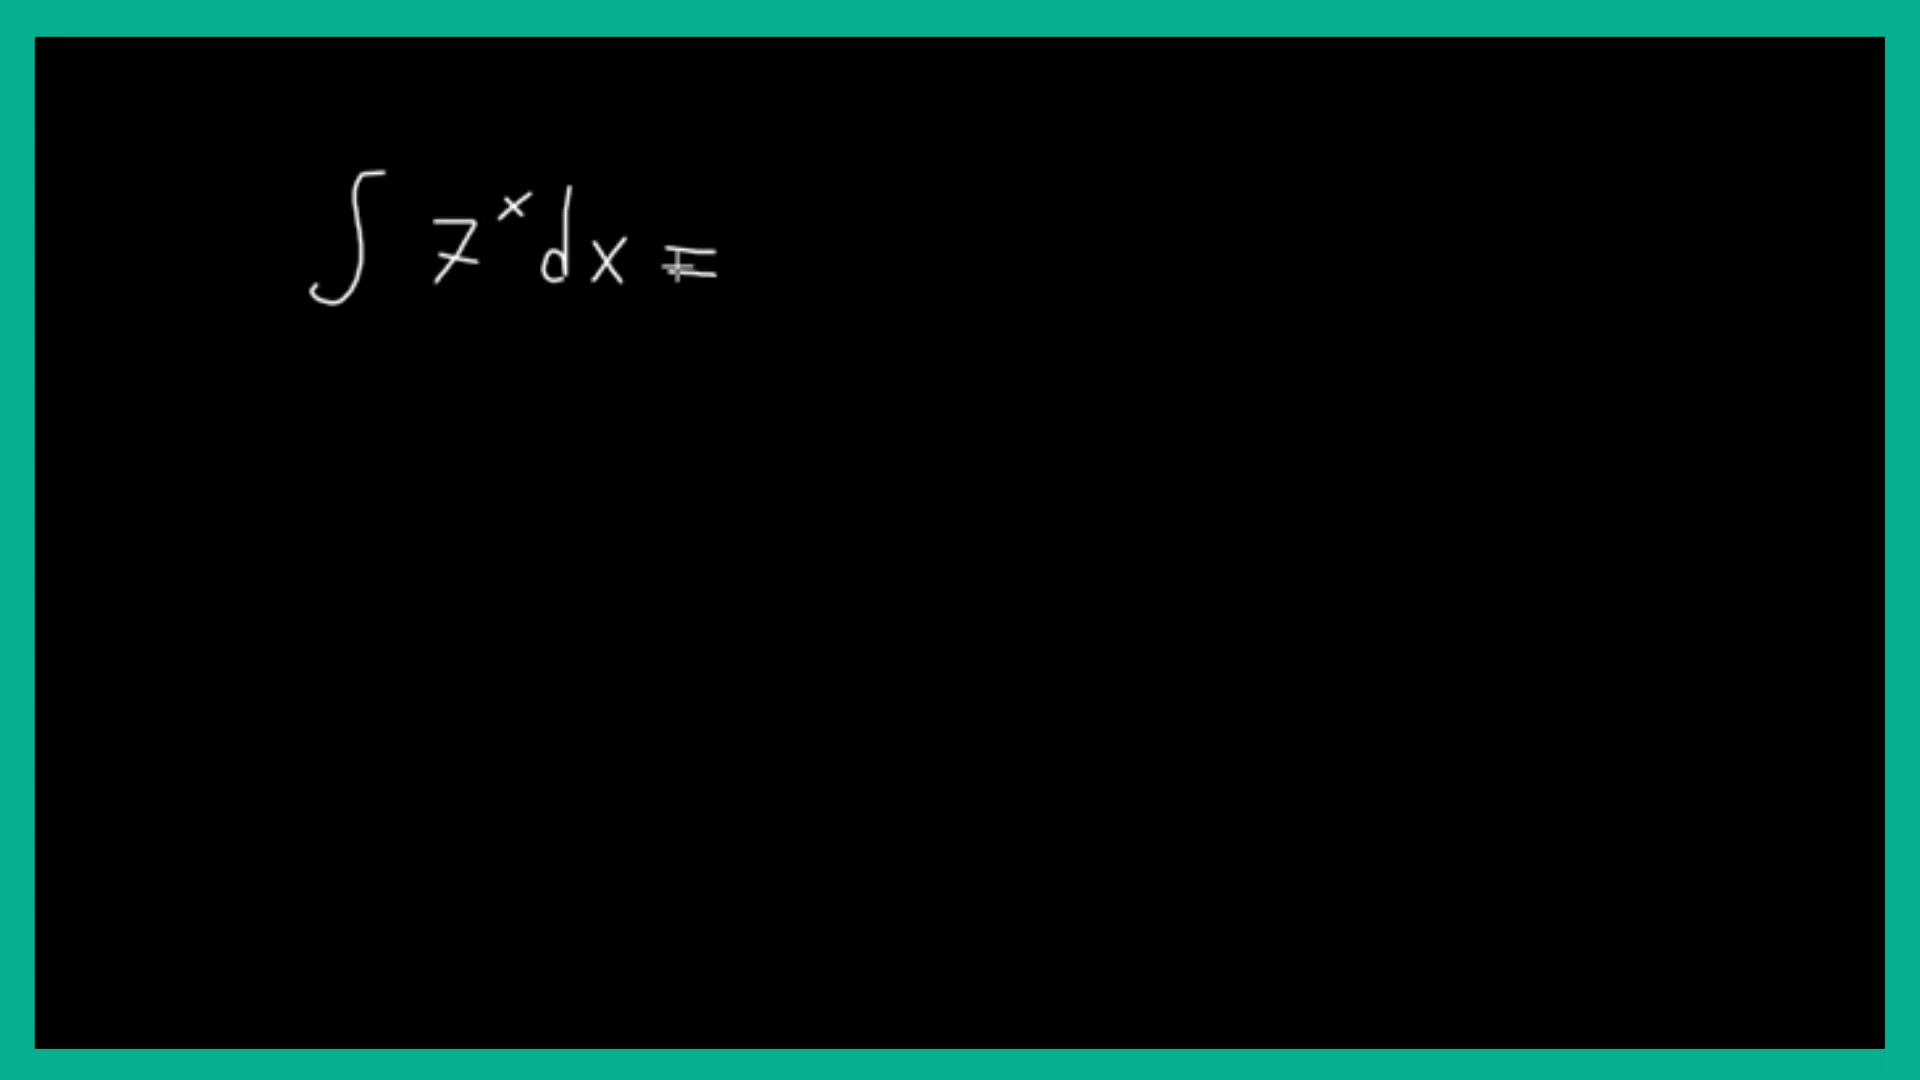 ∫ 7ˣ dx =